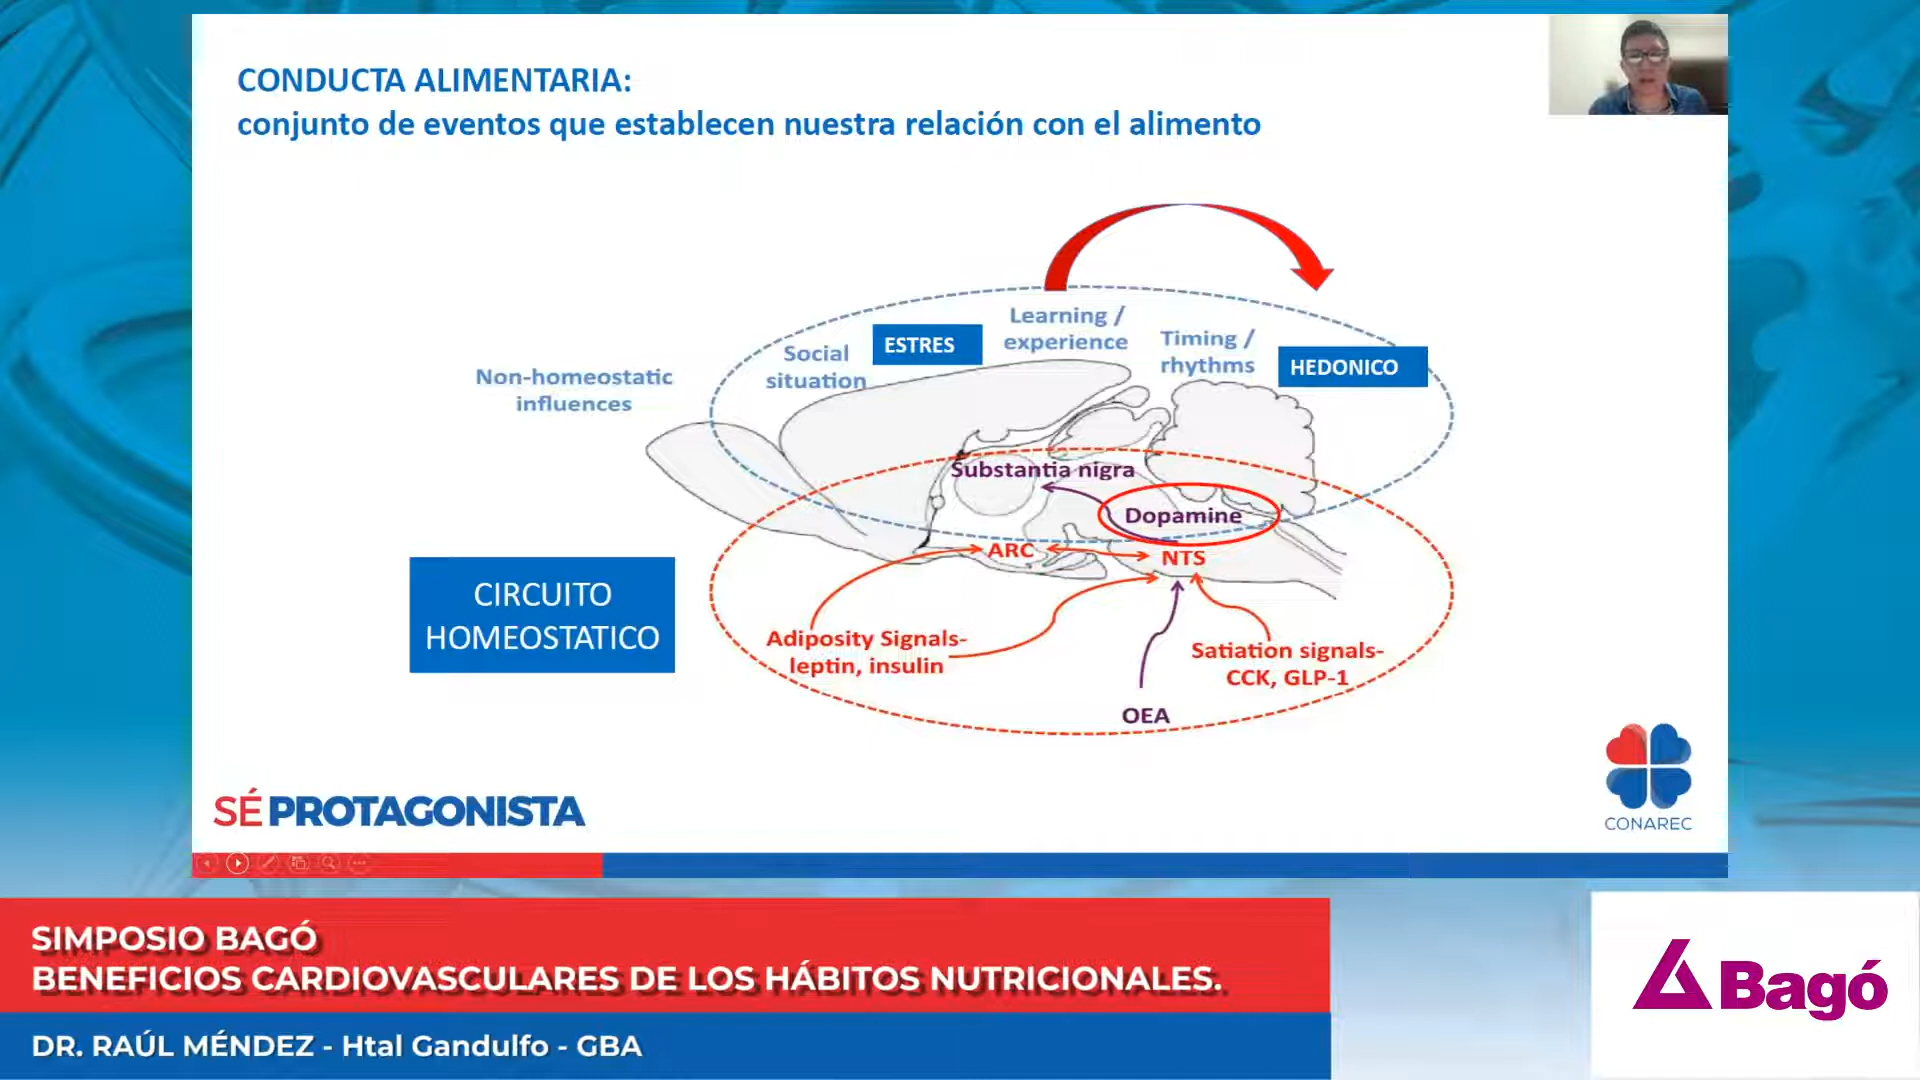 CONDUCTA ALIMENTARIA:
conjunto de eventos que establecen nuestra relación con el alimento
Non-homeostatic
influences
Social
situation
ESTRES
Learning /
experience
Timing /
rhythms
HEDONICO
Substantia nigra
Dopamine
ARC
NTS
CIRCUITO
HOMEOSTATICO
Adiposity Signals-
leptin, insulin
Satiation signals-
CCK, GLP-1
OEA
SÉ PROTAGONISTA
CONAREC
SIMPOSIO BAGÓ
BENEFICIOS CARDIOVASCULARES DE LOS HÁBITOS NUTRICIONALES.
DR. RAÚL MÉNDEZ - Htal Gandulfo - GBA
Bagó